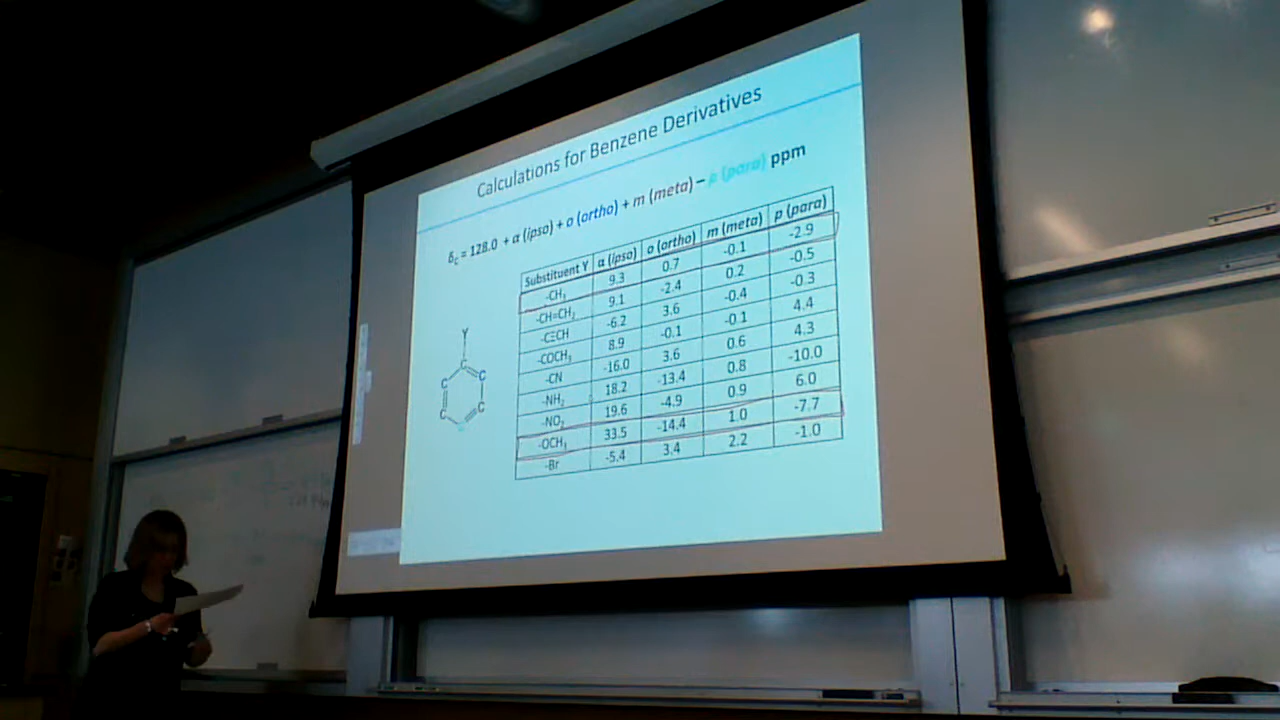 Calculations for Benzene Derivatives
δc = 128.0 + α (ipso) + o (ortho) + m (meta) – p (para) ppm
Substituent Y α (ipso) o (ortho) m (meta) p (para)
-CH₃ 9.3 0.7 -0.1 -2.9
-CH=CH₂ 9.1 -2.4 0.2 -0.5
-C≡CH -6.2 3.6 -0.4 -0.3
-COCH₃ 8.9 -0.1 -0.1 4.4
-CN -16.0 3.6 0.6 4.3
-NH₂ 18.2 -13.4 0.8 -10.0
-NO₂ 19.6 -4.9 0.9 6.0
-OCH₃ 33.5 -14.4 1.0 -7.7
-Br -5.4 3.4 2.2 -1.0
Y
C
C C
C C